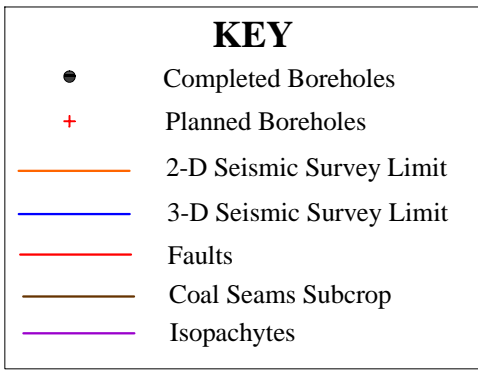 KEY
Completed Boreholes
Planned Boreholes
2-D Seismic Survey Limit
3-D Seismic Survey Limit
Faults
Coal Seams Subcrop
Isopachytes